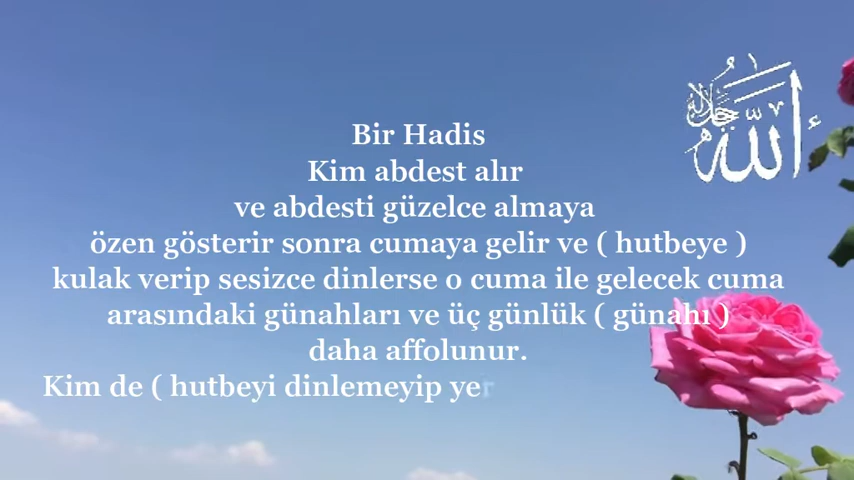 الله جل جلاله
Bir Hadis
Kim abdest alır
ve abdesti güzelce almaya
özen gösterir sonra cumaya gelir ve ( hutbeye )
kulak verip sesizce dinlerse o cuma ile gelecek cuma
arasındaki günahları ve üç günlük ( günahı )
daha affolunur.
Kim de ( hutbeyi dinlemeyip yer